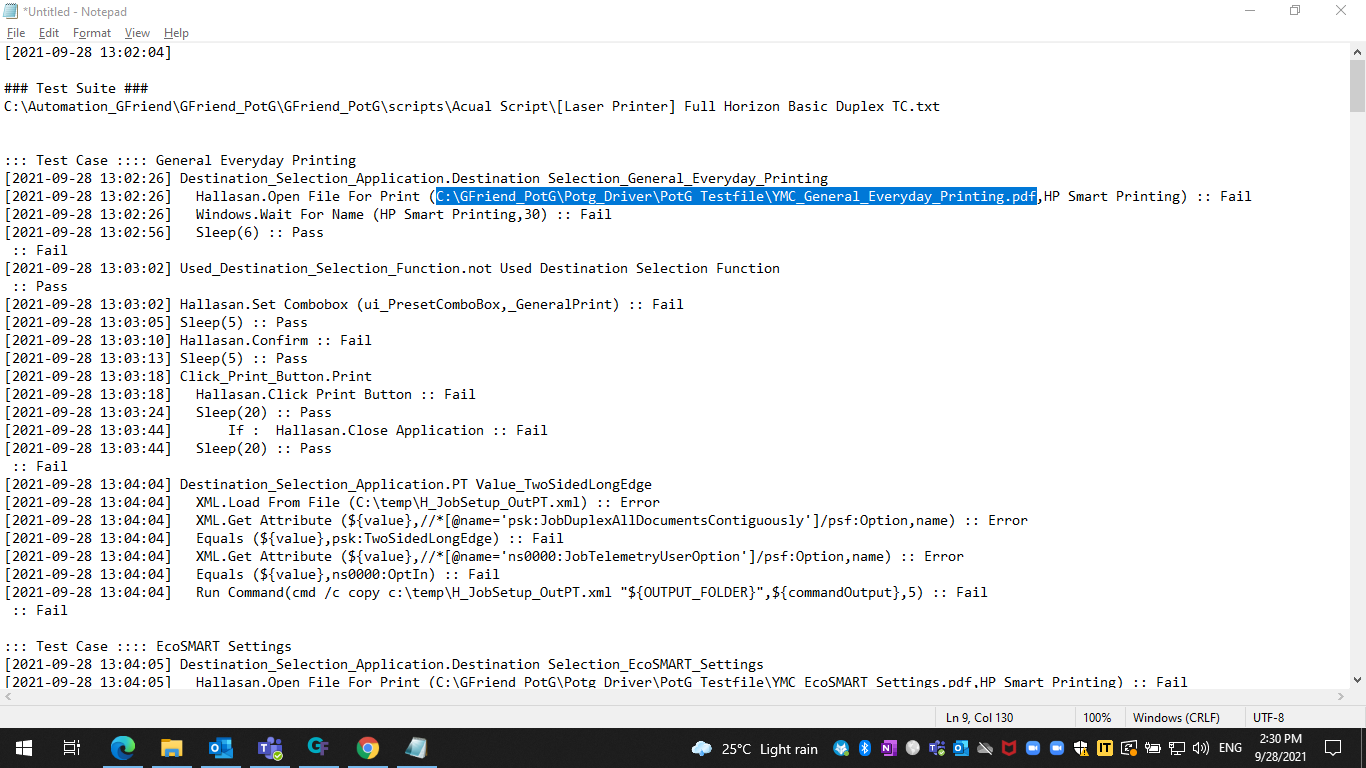 *Untitled - Notepad
File Edit Format View Help
[2021-09-28 13:02:04]
### Test Suite ###
C:\Automation_GFriend\GFriend_PotG\GFriend_PotG\scripts\Acual Script\[Laser Printer] Full Horizon Basic Duplex TC.txt
::: Test Case :::: General Everyday Printing
[2021-09-28 13:02:26] Destination_Selection_Application.Destination Selection_General_Everyday_Printing
[2021-09-28 13:02:26]   Hallasan.Open File For Print (C:\GFriend_PotG\Potg_Driver\PotG Testfile\YMC_General_Everyday_Printing.pdf,HP Smart Printing) :: Fail
[2021-09-28 13:02:26]   Windows.Wait For Name (HP Smart Printing,30) :: Fail
[2021-09-28 13:02:56]   Sleep(6) :: Pass
:: Fail
[2021-09-28 13:03:02] Used_Destination_Selection_Function.not Used Destination Selection Function
:: Pass
[2021-09-28 13:03:02] Hallasan.Set Combobox (ui_PresetComboBox,_GeneralPrint) :: Fail
[2021-09-28 13:03:05] Sleep(5) :: Pass
[2021-09-28 13:03:10] Hallasan.Confirm :: Fail
[2021-09-28 13:03:13] Sleep(5) :: Pass
[2021-09-28 13:03:18] Click_Print_Button.Print
[2021-09-28 13:03:18]   Hallasan.Click Print Button :: Fail
[2021-09-28 13:03:24]   Sleep(20) :: Pass
[2021-09-28 13:03:44]       If :  Hallasan.Close Application :: Fail
[2021-09-28 13:03:44]   Sleep(20) :: Pass
:: Fail
[2021-09-28 13:04:04] Destination_Selection_Application.PT Value_TwoSidedLongEdge
[2021-09-28 13:04:04]   XML.Load From File (C:\temp\H_JobSetup_OutPT.xml) :: Error
[2021-09-28 13:04:04]   XML.Get Attribute (${value},//*[@name='psk:JobDuplexAllDocumentsContiguously']/psf:Option,name) :: Error
[2021-09-28 13:04:04]   Equals (${value},psk:TwoSidedLongEdge) :: Fail
[2021-09-28 13:04:04]   XML.Get Attribute (${value},//*[@name='ns0000:JobTelemetryUserOption']/psf:Option,name) :: Error
[2021-09-28 13:04:04]   Equals (${value},ns0000:OptIn) :: Fail
[2021-09-28 13:04:04]   Run Command(cmd /c copy c:\temp\H_JobSetup_OutPT.xml "${OUTPUT_FOLDER}",${commandOutput},5) :: Fail
:: Fail
::: Test Case :::: EcoSMART Settings
[2021-09-28 13:04:05] Destination_Selection_Application.Destination Selection_EcoSMART_Settings
[2021-09-28 13:04:05]   Hallasan.Open File For Print (C:\GFriend_PotG\Potg_Driver\PotG Testfile\YMC_EcoSMART_Settings.pdf,HP Smart Printing) :: Fail
Ln 9, Col 130 100% Windows (CRLF) UTF-8
25°C Light rain ENG 2:30 PM
9/28/2021